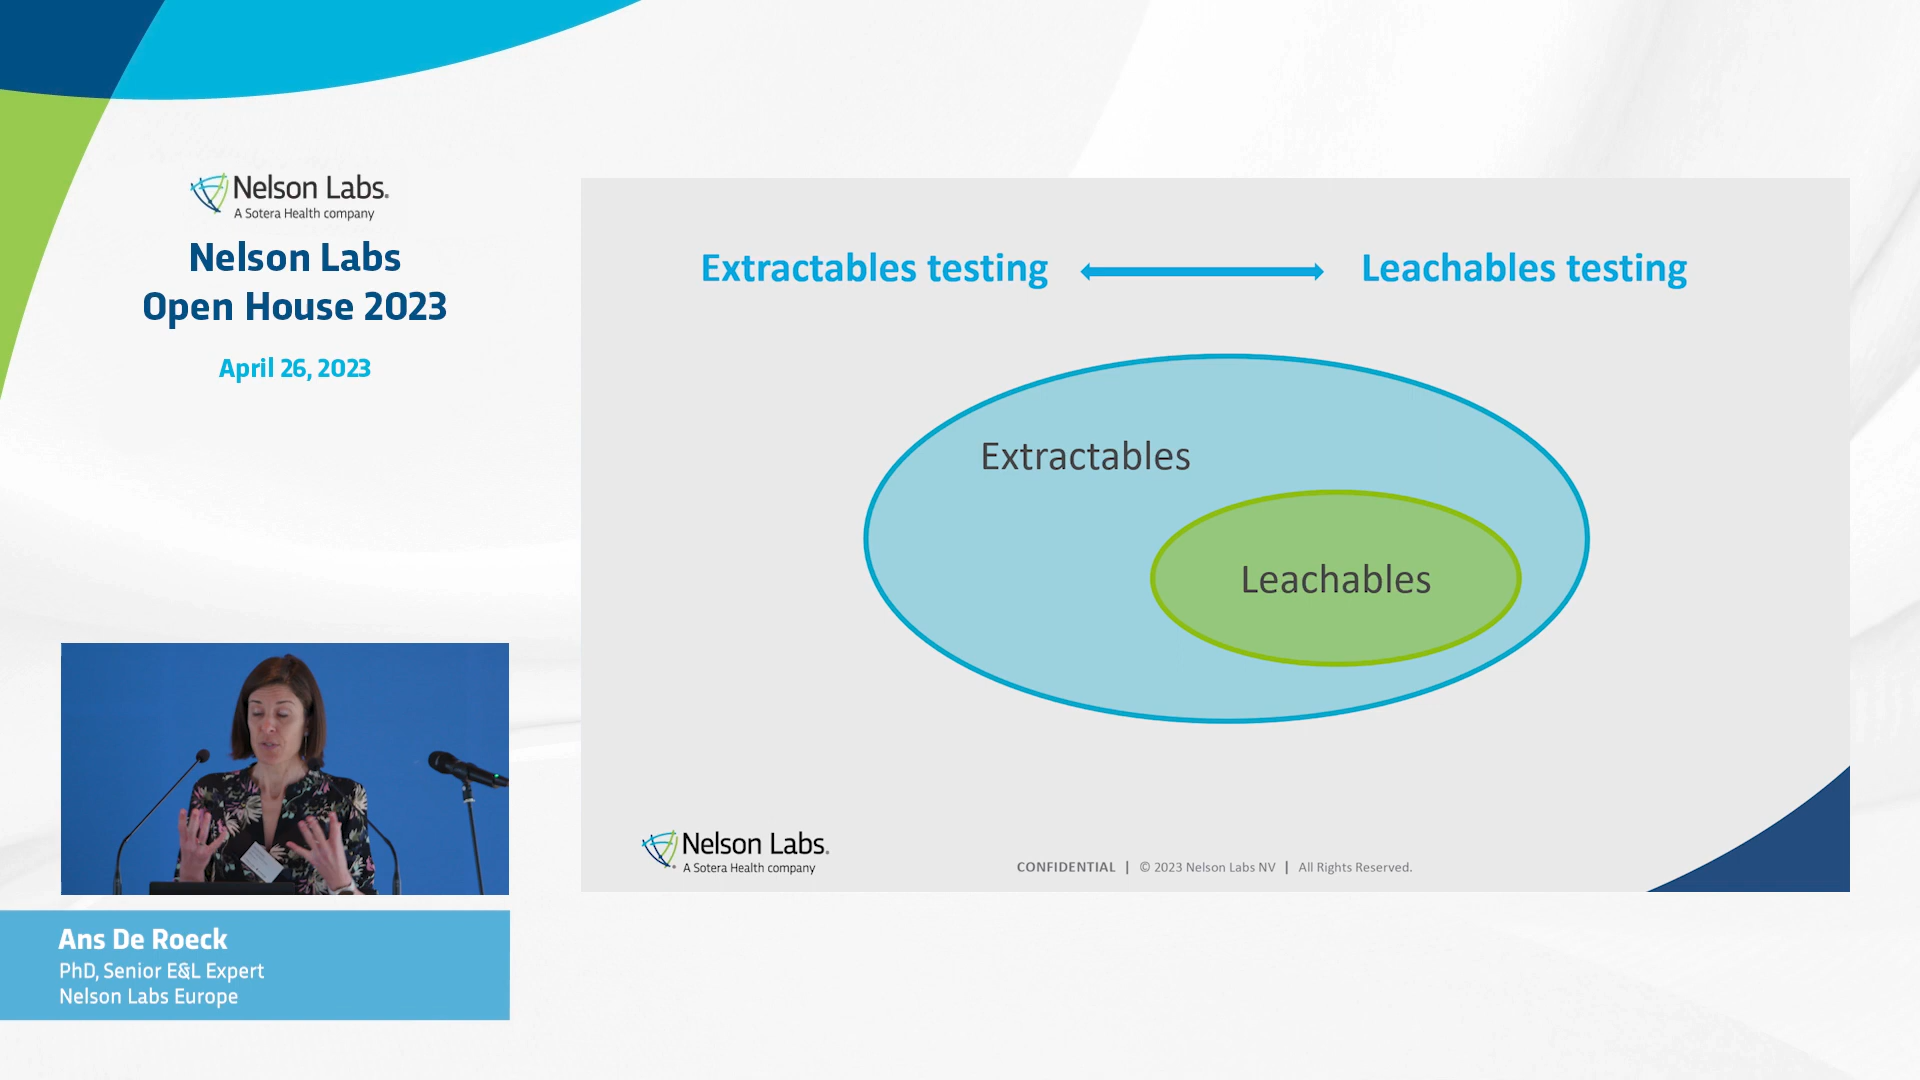 Nelson Labs.
A Sotera Health company
Nelson Labs
Open House 2023
April 26, 2023
Extractables testing
Leachables testing
Extractables
Leachables
Nelson Labs.
A Sotera Health company
CONFIDENTIAL | © 2023 Nelson Labs NV | All Rights Reserved.
Ans De Roeck
PhD, Senior E&L Expert
Nelson Labs Europe